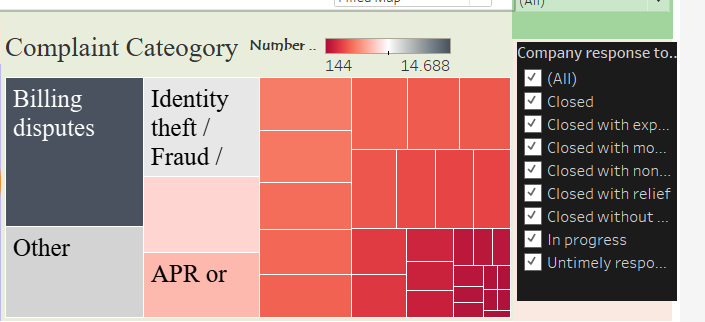 (All)
Complaint Cateogory
Number ..
144
14.688
Billing
disputes
Identity
theft /
Fraud /
Other
APR or
Company response to..
(All)
Closed
Closed with exp...
Closed with mo...
Closed with non...
Closed with relief
Closed without ...
In progress
Untimely respo...